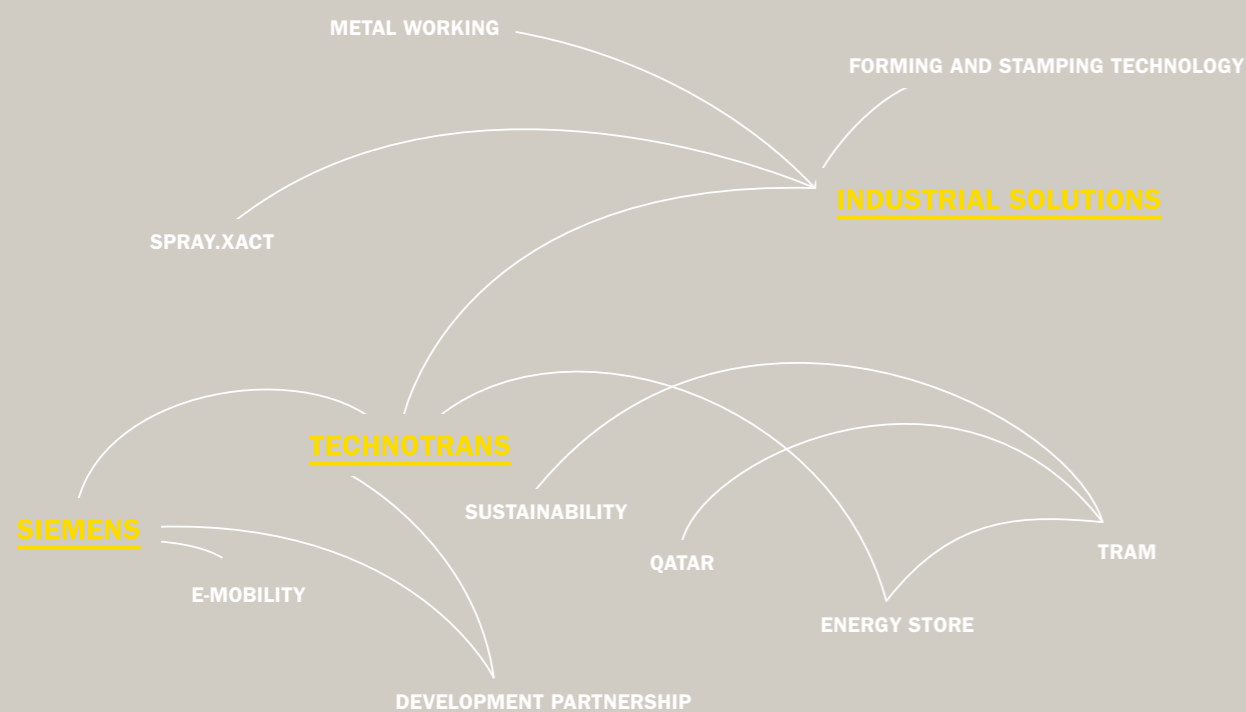 METAL WORKING
FORMING AND STAMPING TECHNOLOGY
INDUSTRIAL SOLUTIONS
SPRAY.XACT
TECHNOTRANS
SUSTAINABILITY
SIEMENS
QATAR
TRAM
E-MOBILITY
ENERGY STORE
DEVELOPMENT PARTNERSHIP